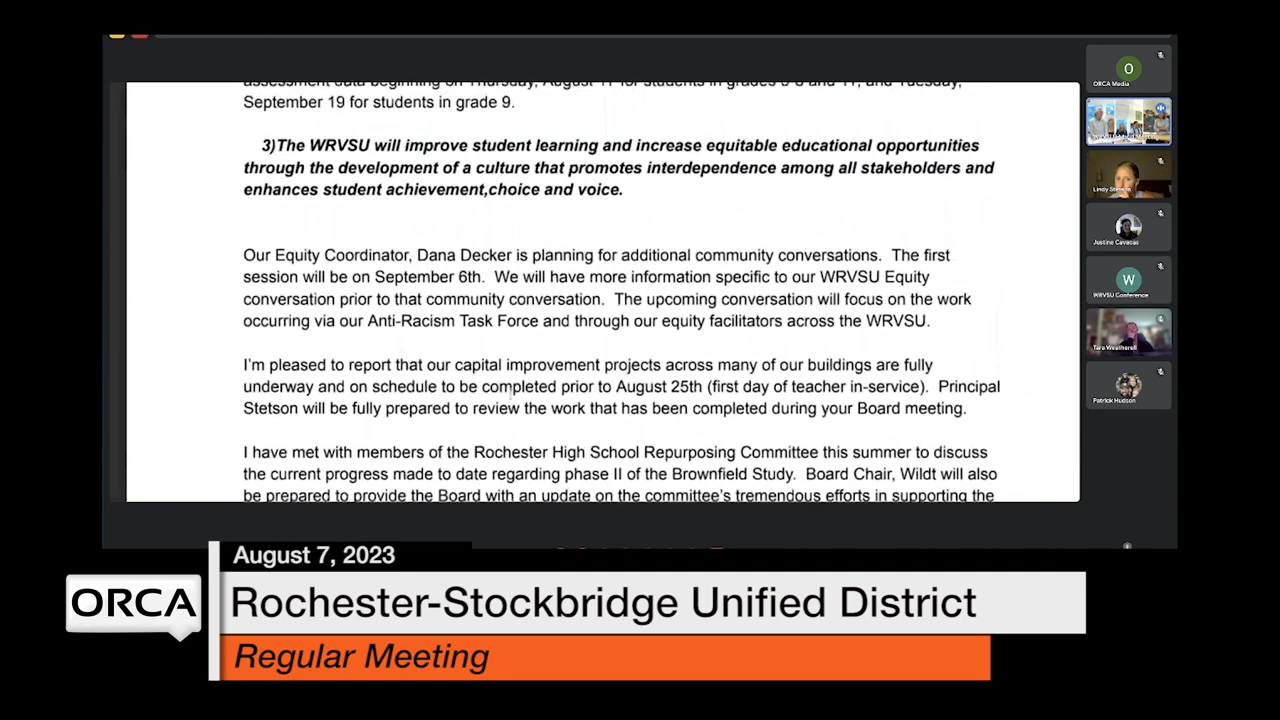 September 19 for students in grade 9.
3)The WRVSU will improve student learning and increase equitable educational opportunities
through the development of a culture that promotes interdependence among all stakeholders and
enhances student achievement,choice and voice.
Our Equity Coordinator, Dana Decker is planning for additional community conversations. The first
session will be on September 6th. We will have more information specific to our WRVSU Equity
conversation prior to that community conversation. The upcoming conversation will focus on the work
occurring via our Anti-Racism Task Force and through our equity facilitators across the WRVSU.
I'm pleased to report that our capital improvement projects across many of our buildings are fully
underway and on schedule to be completed prior to August 25th (first day of teacher in-service). Principal
Stetson will be fully prepared to review the work that has been completed during your Board meeting.
I have met with members of the Rochester High School Repurposing Committee this summer to discuss
the current progress made to date regarding phase II of the Brownfield Study. Board Chair, Wildt will also
be prepared to provide the Board with an update on the committee's tremendous efforts in supporting the
O
ORCA Media
Lindy Stetson
Justine Cavacas
W
WRVSU Conference
Tara Weatherell
Patrick Hudson
August 7, 2023
ORCA
Rochester-Stockbridge Unified District
Regular Meeting